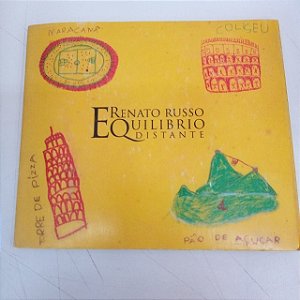 MARACANÃ
COLISEU
RENATO RUSSO
EQUILIBRIO
DISTANTE
TORRE DE PIZZA
PÃO DE AÇUCAR